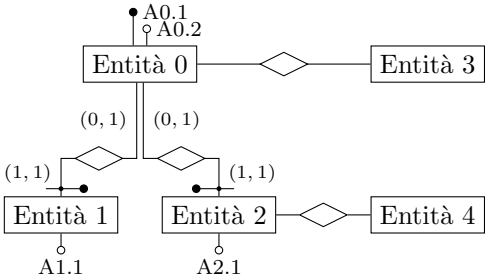 A0.1
A0.2
Entità 0
Entità 3
(0, 1)
(0, 1)
(1, 1)
(1, 1)
Entità 1
Entità 2
Entità 4
A1.1
A2.1